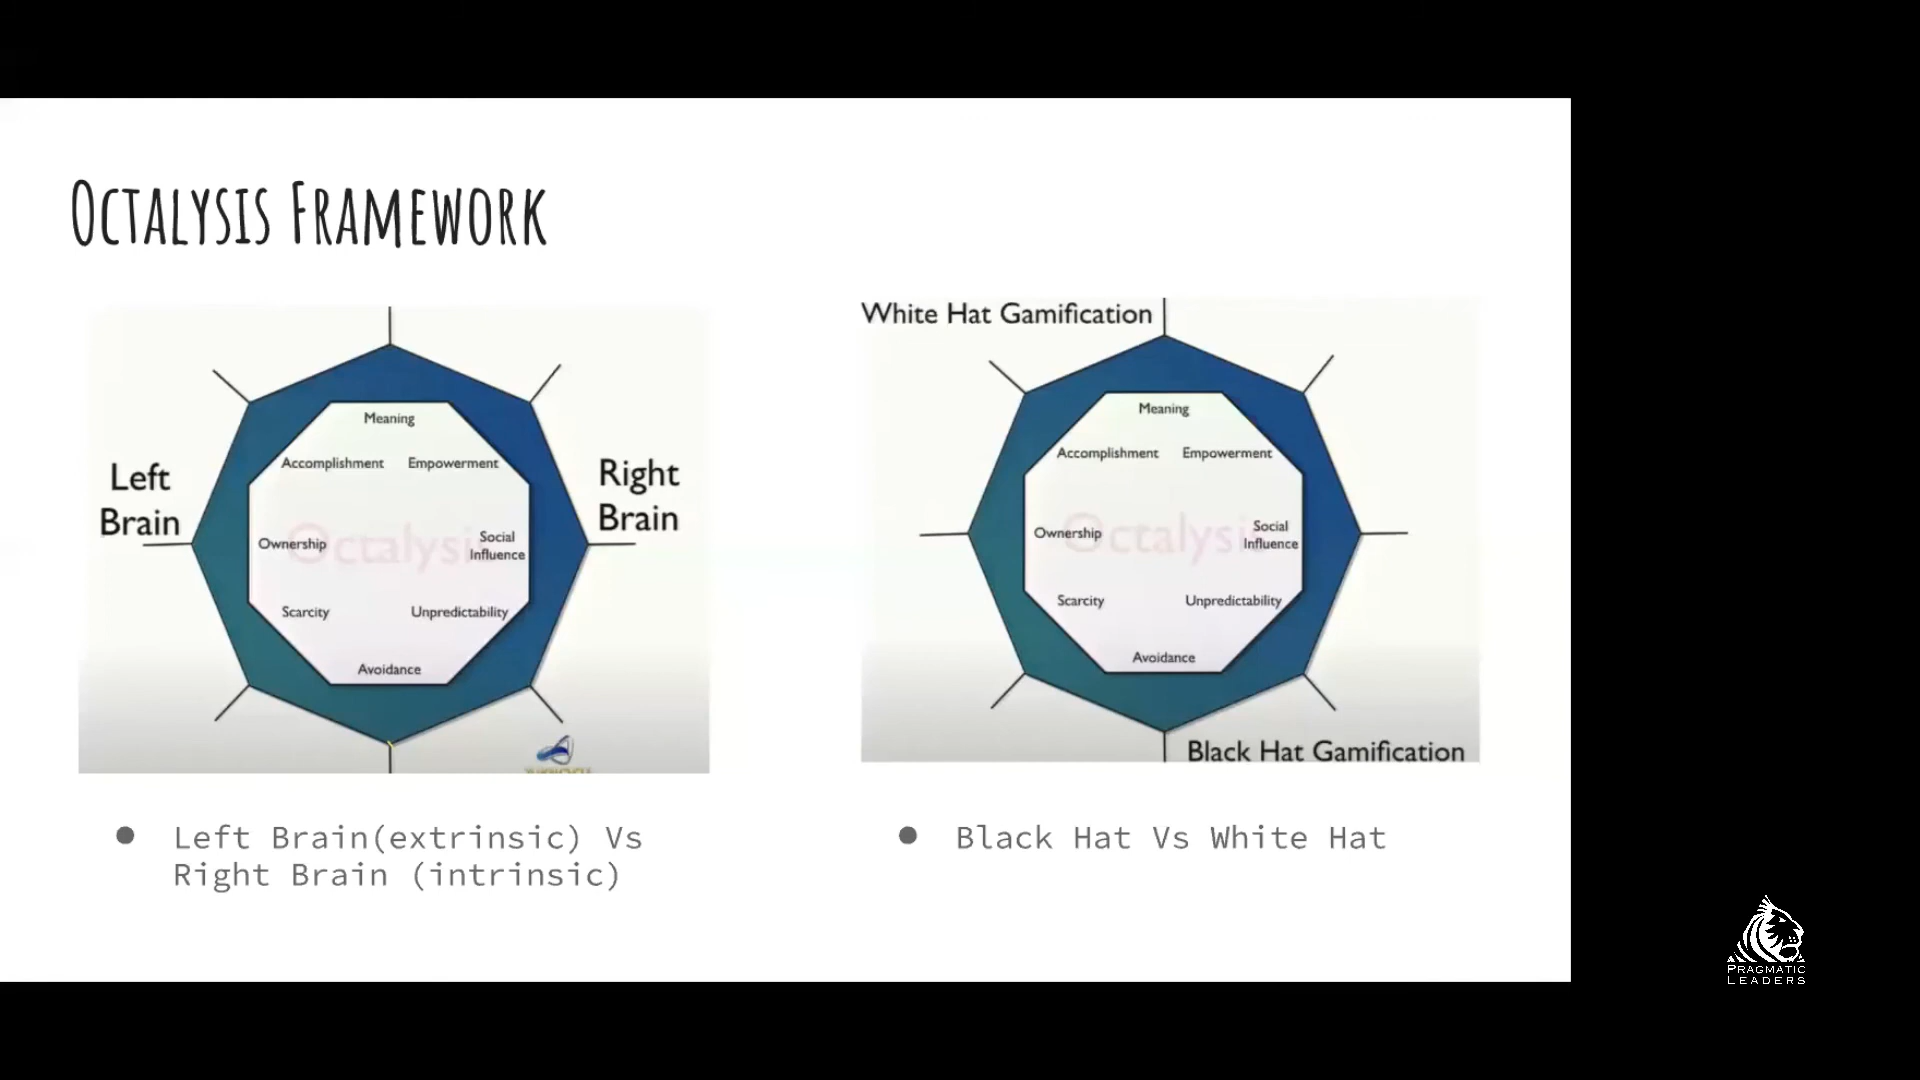 Octalysis Framework
Left
Brain
Right
Brain
Meaning
Accomplishment Empowerment
Octalysis
Ownership
Social
Influence
Scarcity Unpredictability
Avoidance
Left Brain(extrinsic) Vs
Right Brain (intrinsic)
White Hat Gamification
Meaning
Accomplishment Empowerment
Octalysis
Ownership
Social
Influence
Scarcity Unpredictability
Avoidance
Black Hat Gamification
Black Hat Vs White Hat
PRAGMATIC
LEADERS